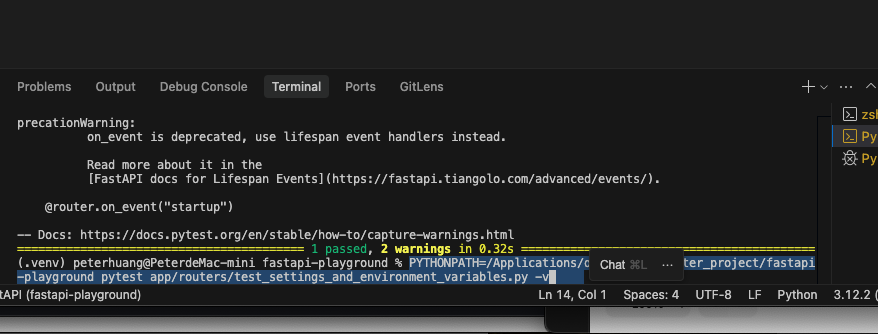 Problems Output Debug Console Terminal Ports GitLens
precationWarning:
on_event is deprecated, use lifespan event handlers instead.
Read more about it in the
[FastAPI docs for Lifespan Events](https://fastapi.tiangolo.com/advanced/events/).
@router.on_event("startup")
-- Docs: https://docs.pytest.org/en/stable/how-to/capture-warnings.html
1 passed, 2 warnings in 0.32s
(.venv) peterhuang@PeterdeMac-mini fastapi-playground % PYTHONPATH=/Applications/ ter_project/fastapi
-playground pytest app/routers/test_settings_and_environment_variables.py -v
Chat ⌘L ...
zsh
Py
Py
tAPI (fastapi-playground) Ln 14, Col 1 Spaces: 4 UTF-8 LF Python 3.12.2